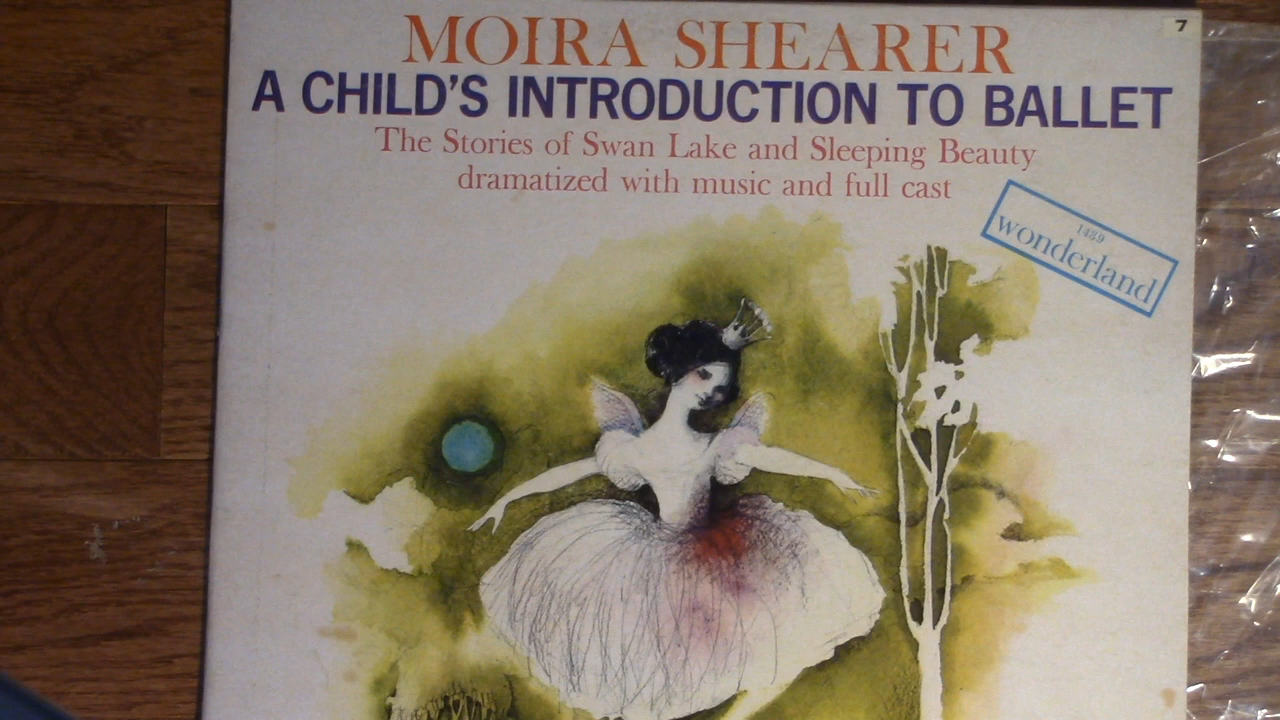 7
MOIRA SHEARER
A CHILD'S INTRODUCTION TO BALLET
The Stories of Swan Lake and Sleeping Beauty
dramatized with music and full cast
1489
wonderland